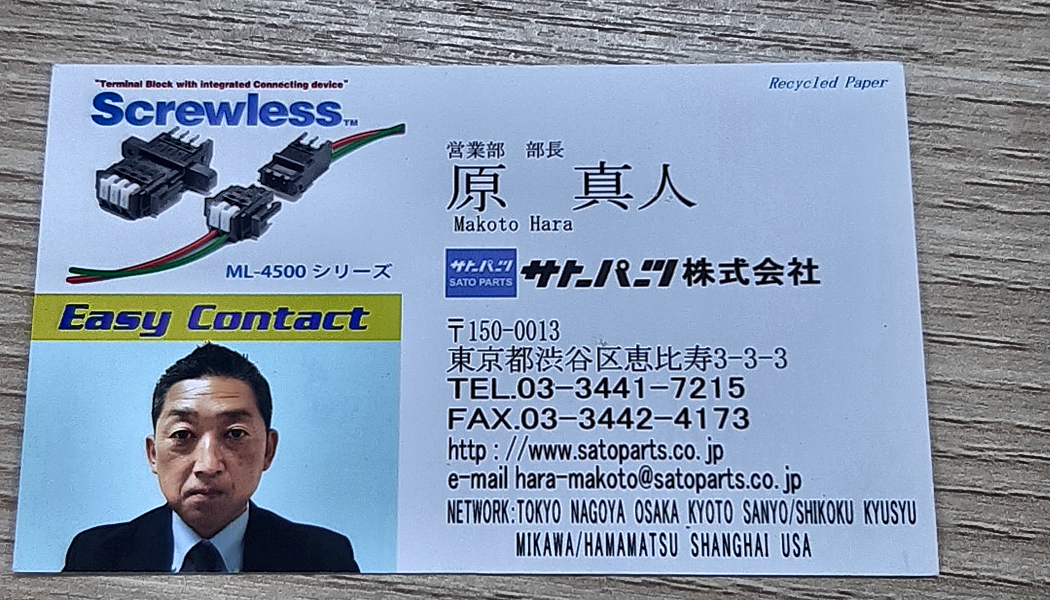 "Terminal Block with integrated Connecting device"
Screwless™
ML-4500 シリーズ
Easy Contact
Recycled Paper
営業部 部長
原 真人
Makoto Hara
サトーパーツ
SATO PARTS
サトーパーツ株式会社
〒150-0013
東京都渋谷区恵比寿3-3-3
TEL.03-3441-7215
FAX.03-3442-4173
http://www.satoparts.co.jp
e-mail hara-makoto@satoparts.co.jp
NETWORK:TOKYO NAGOYA OSAKA KYOTO SANYO/SHIKOKU KYUSYU
MIKAWA/HAMAMATSU SHANGHAI USA